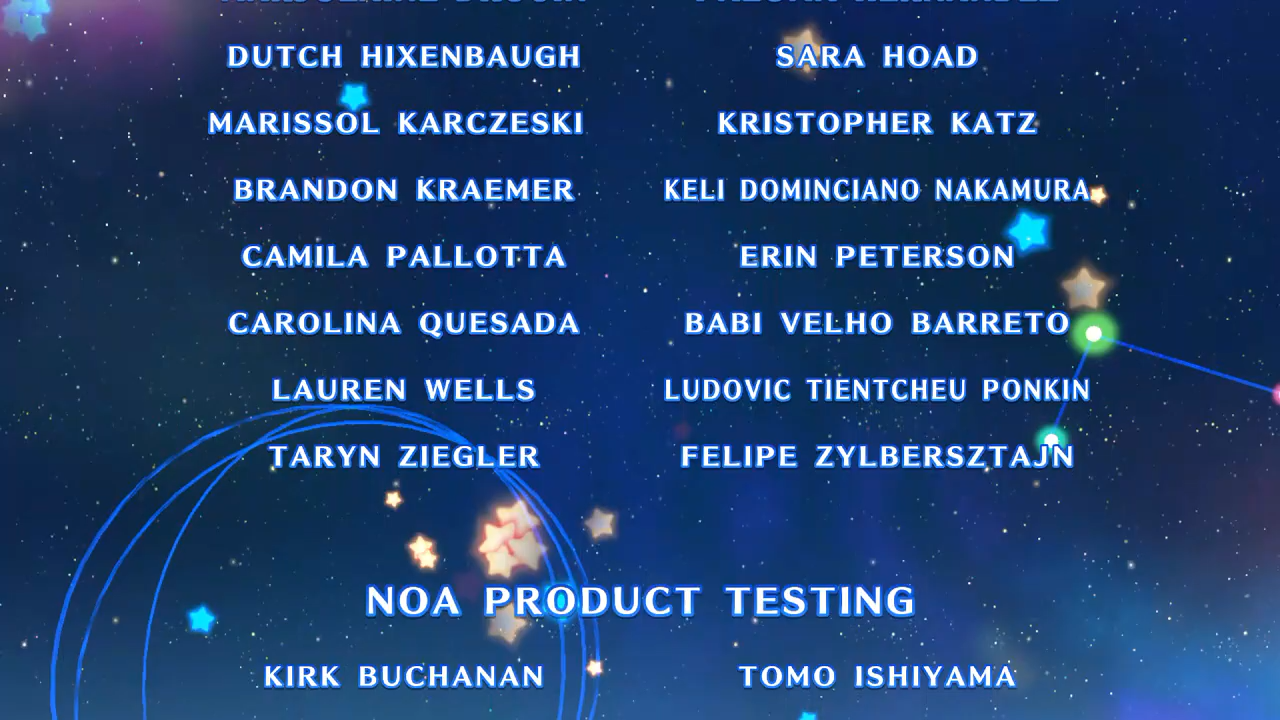 DUTCH HIXENBAUGH SARA HOAD
MARISSOL KARCZESKI KRISTOPHER KATZ
BRANDON KRAEMER KELI DOMINCIANO NAKAMURA
CAMILA PALLOTTA ERIN PETERSON
CAROLINA QUESADA BABI VELHO BARRETO
LAUREN WELLS LUDOVIC TIENTCHEU PONKIN
TARYN ZIEGLER FELIPE ZYLBERSZTAJN
NOA PRODUCT TESTING
KIRK BUCHANAN TOMO ISHIYAMA